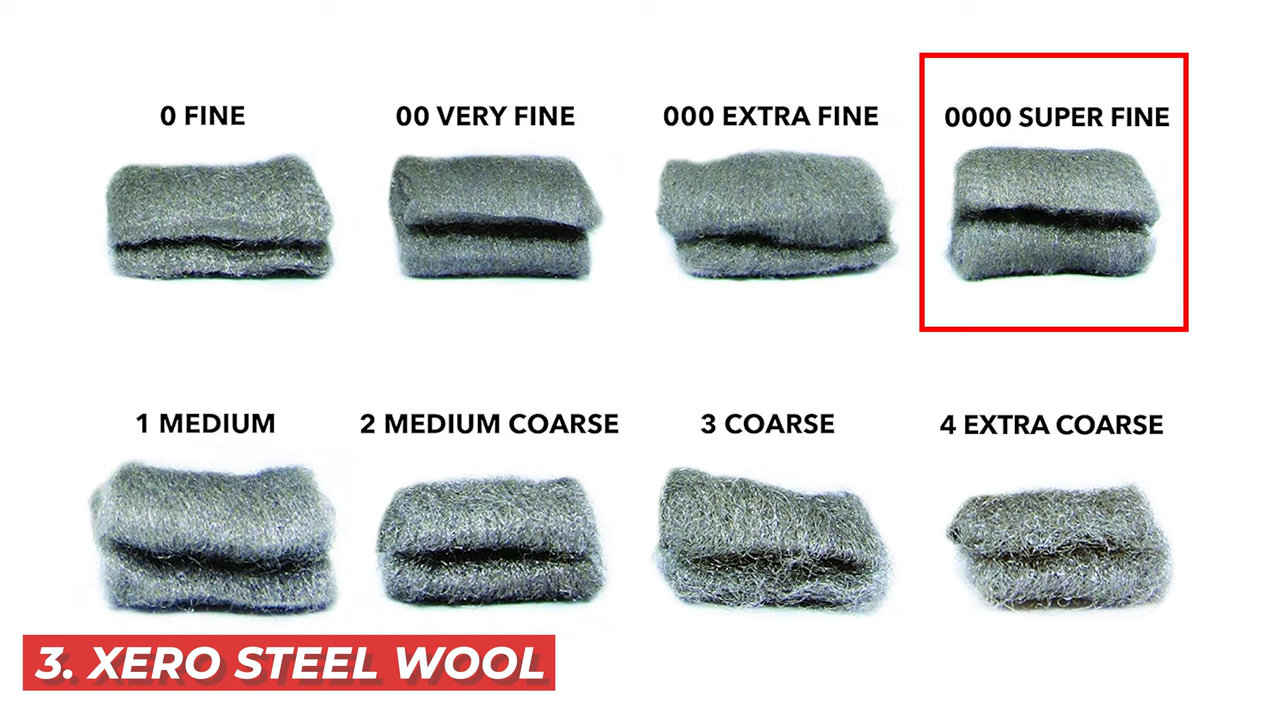 0 FINE
00 VERY FINE
000 EXTRA FINE
0000 SUPER FINE
1 MEDIUM
2 MEDIUM COARSE
3 COARSE
4 EXTRA COARSE
3. XERO STEEL WOOL